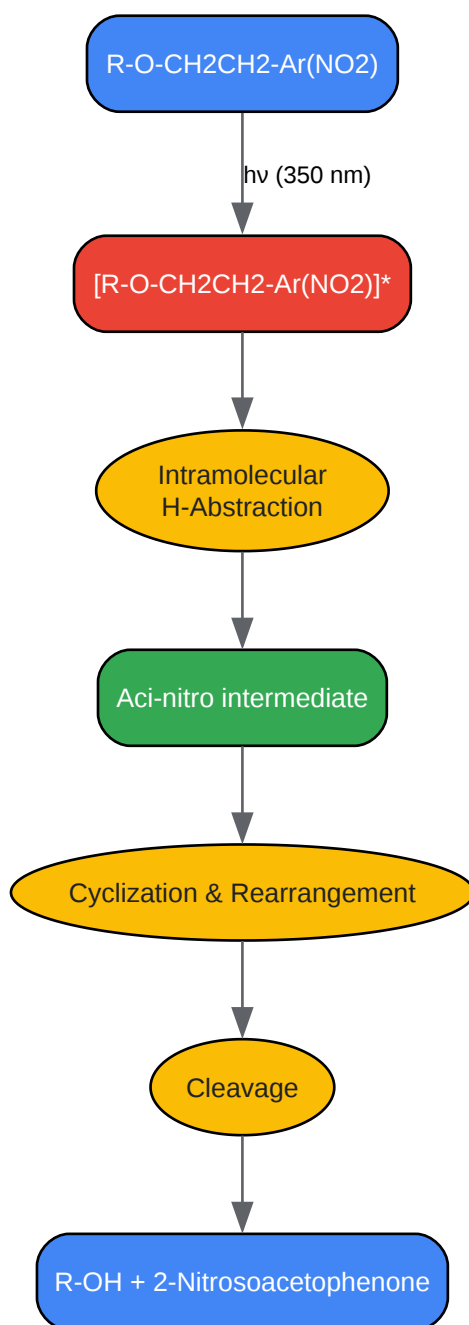 R-O-CH2CH2-Ar(NO2)
hν (350 nm)
[R-O-CH2CH2-Ar(NO2)]*
Intramolecular
H-Abstraction
Aci-nitro intermediate
Cyclization & Rearrangement
Cleavage
R-OH + 2-Nitrosoacetophenone